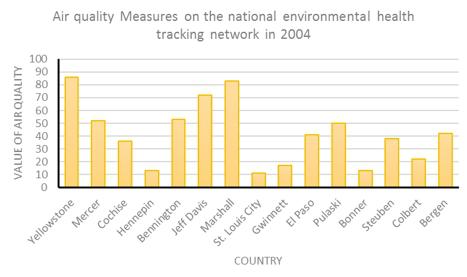 Air quality Measures on the national environmental health
tracking network in 2004
VALUE OF AIR QUALITY
100
90
80
70
60
50
40
30
20
10
0
Yellowstone
Mercer
Cochise
Hennepin
Bennington
Jeff Davis
Marshall
St. Louis City
Gwinnett
El Paso
Pulaski
Bonner
Steuben
Colbert
Bergen
COUNTRY